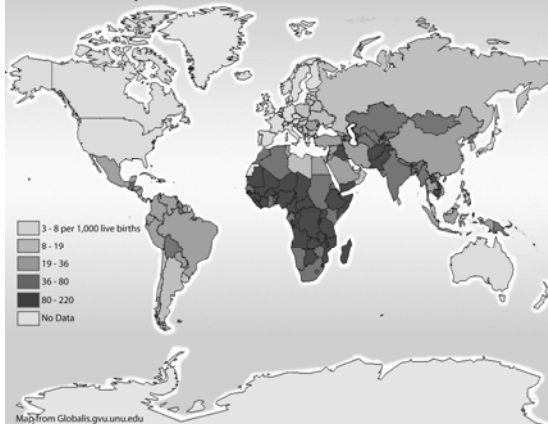 3 - 8 per 1,000 live births
8 - 19
19 - 36
36 - 80
80 - 220
No Data
Map from Globalis.gvu.unu.edu